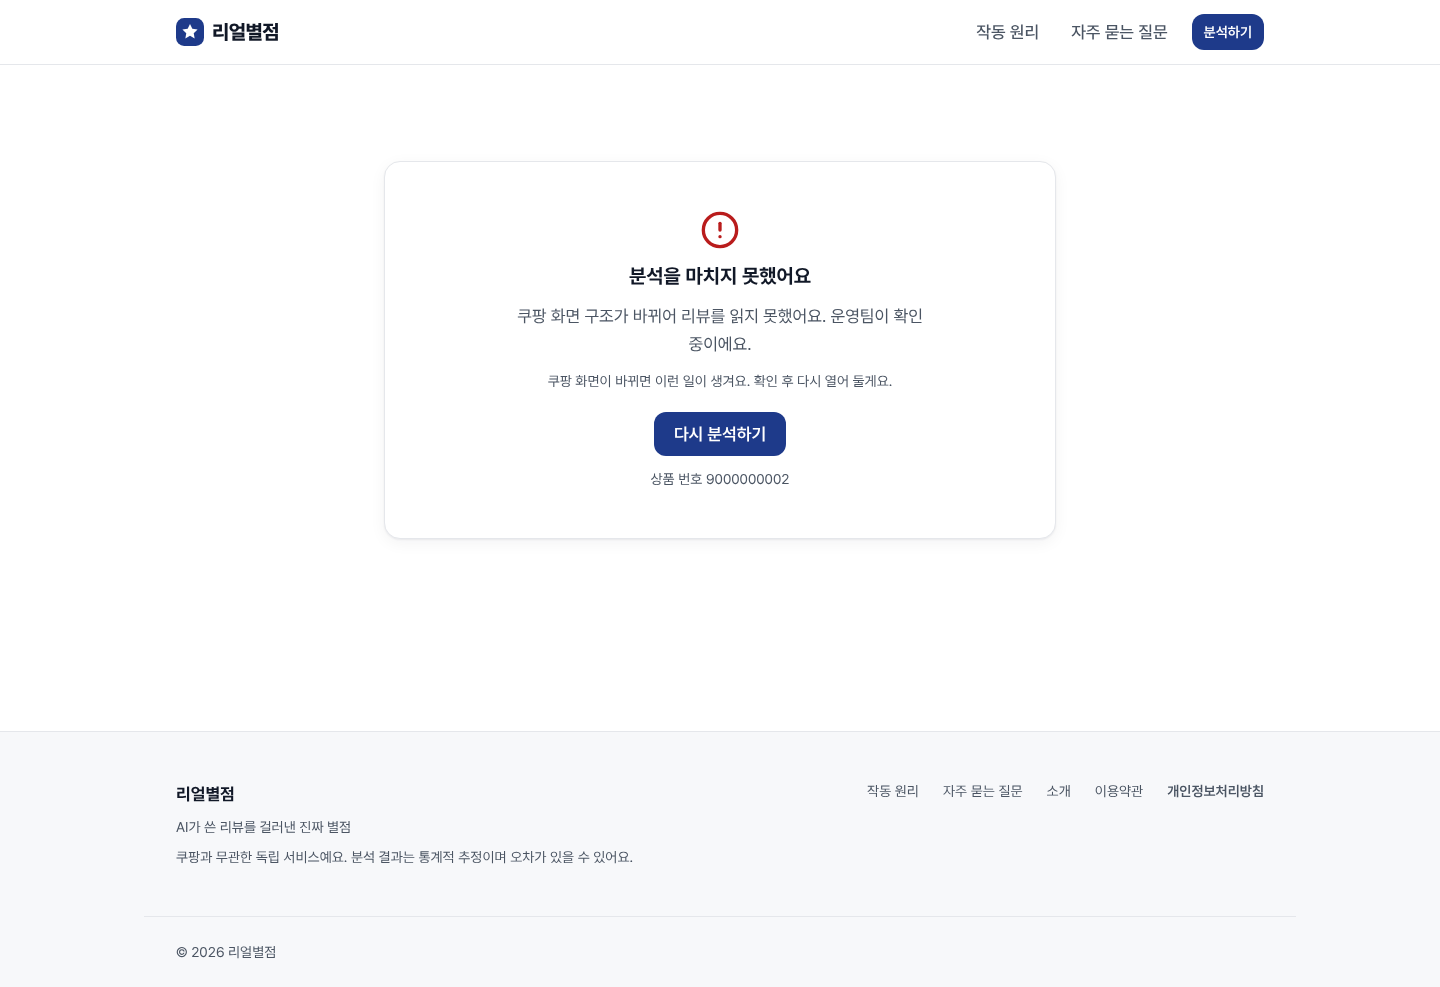 리얼별점
작동 원리
자주 묻는 질문
분석하기
분석을 마치지 못했어요
쿠팡 화면 구조가 바뀌어 리뷰를 읽지 못했어요. 운영팀이 확인
중이에요.
쿠팡 화면이 바뀌면 이런 일이 생겨요. 확인 후 다시 열어 둘게요.
다시 분석하기
상품 번호 9000000002
리얼별점
작동 원리
자주 묻는 질문
소개
이용약관
개인정보처리방침
AI가 쓴 리뷰를 걸러낸 진짜 별점
쿠팡과 무관한 독립 서비스예요. 분석 결과는 통계적 추정이며 오차가 있을 수 있어요.
© 2026 리얼별점